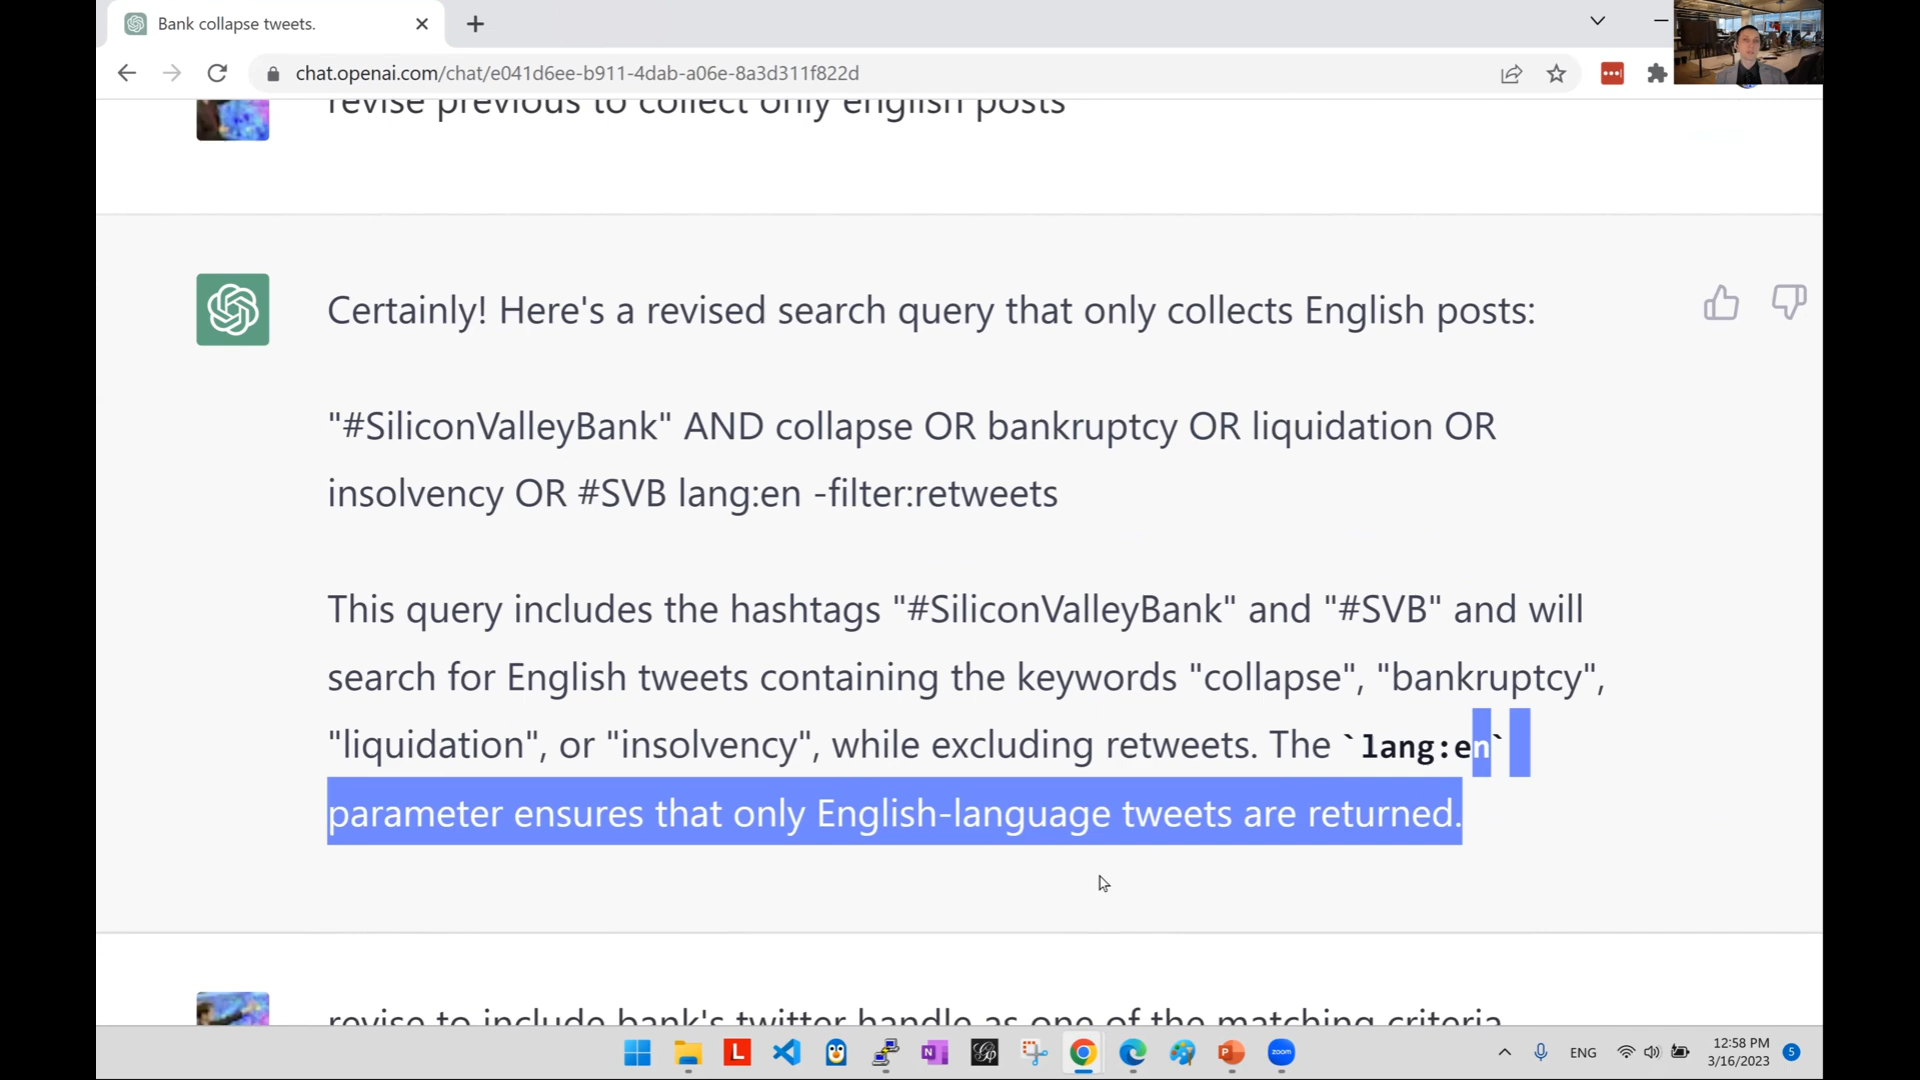 Bank collapse tweets.
chat.openai.com/chat/e041d6ee-b911-4dab-a06e-8a3d311f822d
revise previous to collect only english posts
Certainly! Here's a revised search query that only collects English posts:
"#SiliconValleyBank" AND collapse OR bankruptcy OR liquidation OR
insolvency OR #SVB lang:en -filter:retweets
This query includes the hashtags "#SiliconValleyBank" and "#SVB" and will
search for English tweets containing the keywords "collapse", "bankruptcy",
"liquidation", or "insolvency", while excluding retweets. The `lang:en`
parameter ensures that only English-language tweets are returned.
revise to include bank's twitter handle as one of the matching criteria
L
N
P
zoom
ENG
12:58 PM
3/16/2023
5